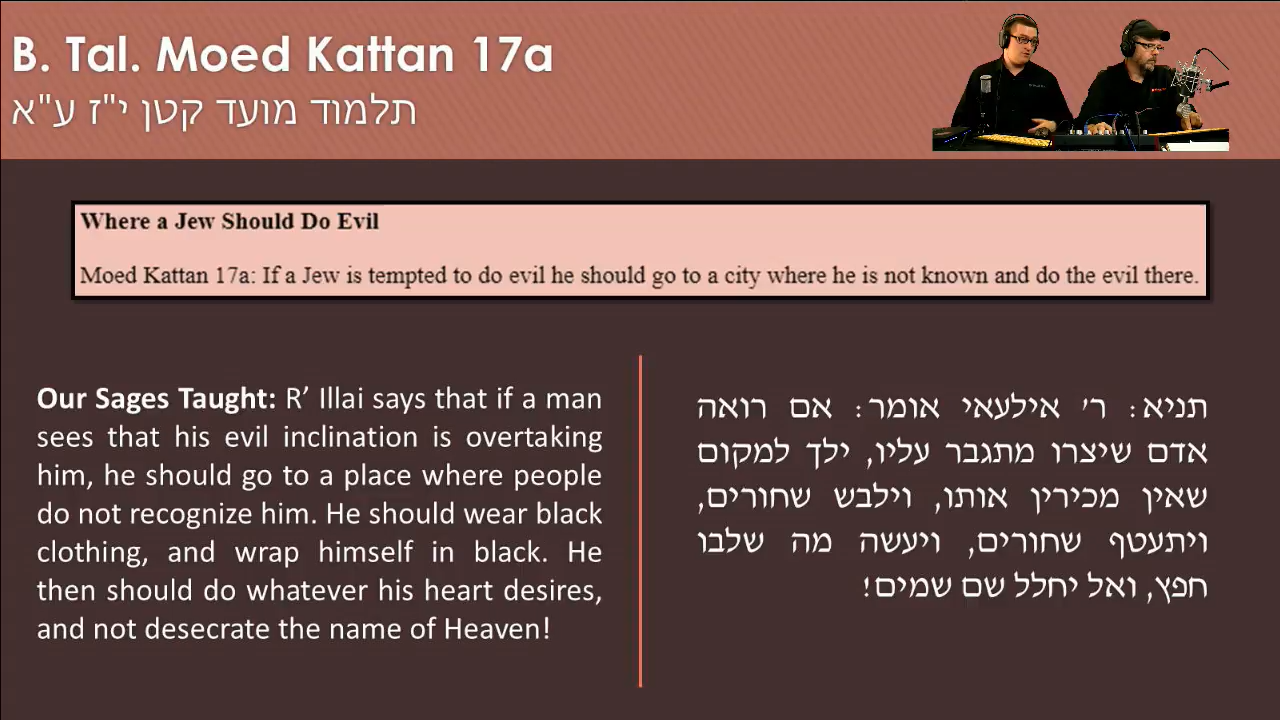 B. Tal. Moed Kattan 17a
תלמוד מועד קטן י"ז ע"א
Where a Jew Should Do Evil
Moed Kattan 17a: If a Jew is tempted to do evil he should go to a city where he is not known and do the evil there.
Our Sages Taught: R’ Illai says that if a man
sees that his evil inclination is overtaking
him, he should go to a place where people
do not recognize him. He should wear black
clothing, and wrap himself in black. He
then should do whatever his heart desires,
and not desecrate the name of Heaven!
תניא: ר׳ אילעאי אומר: אם רואה
אדם שיצרו מתגבר עליו, ילך למקום
שאין מכירין אותו, וילבש שחורים,
ויתעטף שחורים, ויעשה מה שלבו
חפץ, ואל יחלל שם שמים!